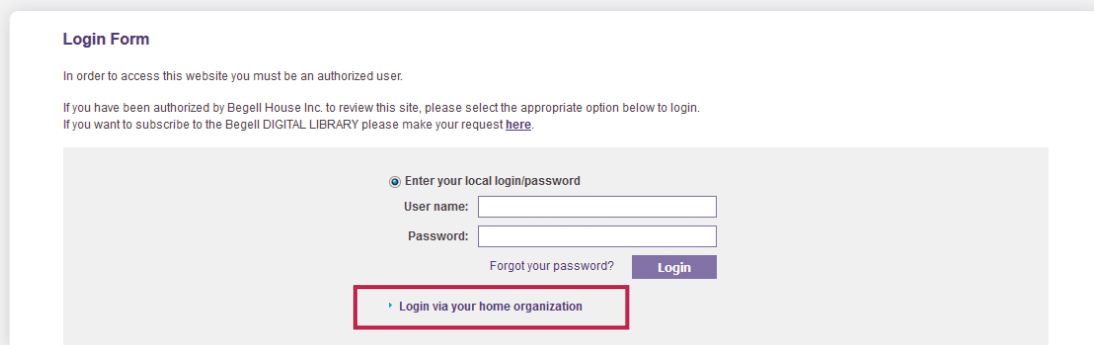 Login Form
In order to access this website you must be an authorized user.
If you have been authorized by Begell House Inc. to review this site, please select the appropriate option below to login.
If you want to subscribe to the Begell DIGITAL LIBRARY please make your request here.
Enter your local login/password
User name:
Password:
Forgot your password? Login
Login via your home organization